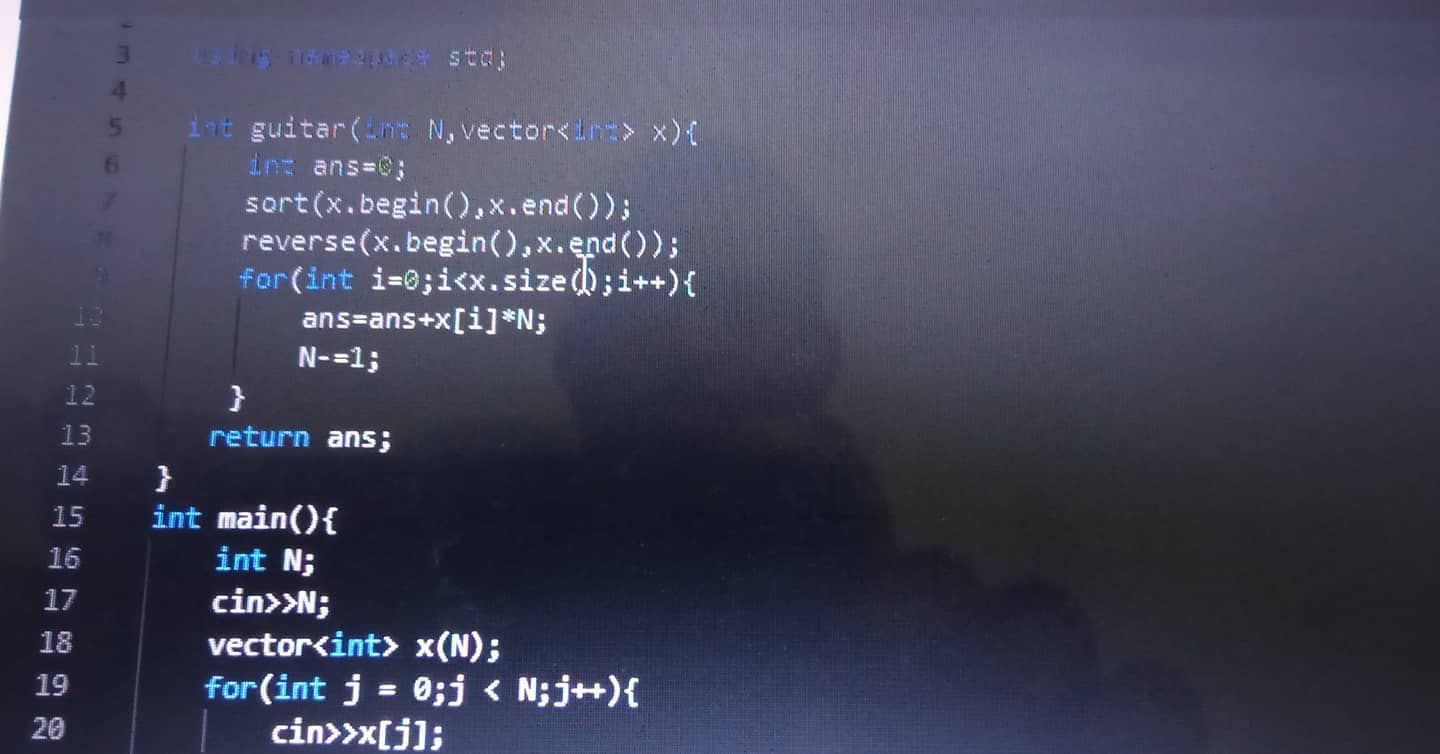 3 using namespace std;
4
5 int guitar(int N,vector<int> x){
6 int ans=0;
7 sort(x.begin(),x.end());
8 reverse(x.begin(),x.end());
9 for(int i=0;i<x.size();i++){
10 ans=ans+x[i]*N;
11 N-=1;
12 }
13 return ans;
14 }
15 int main(){
16 int N;
17 cin>>N;
18 vector<int> x(N);
19 for(int j = 0;j < N;j++){
20 cin>>x[j];